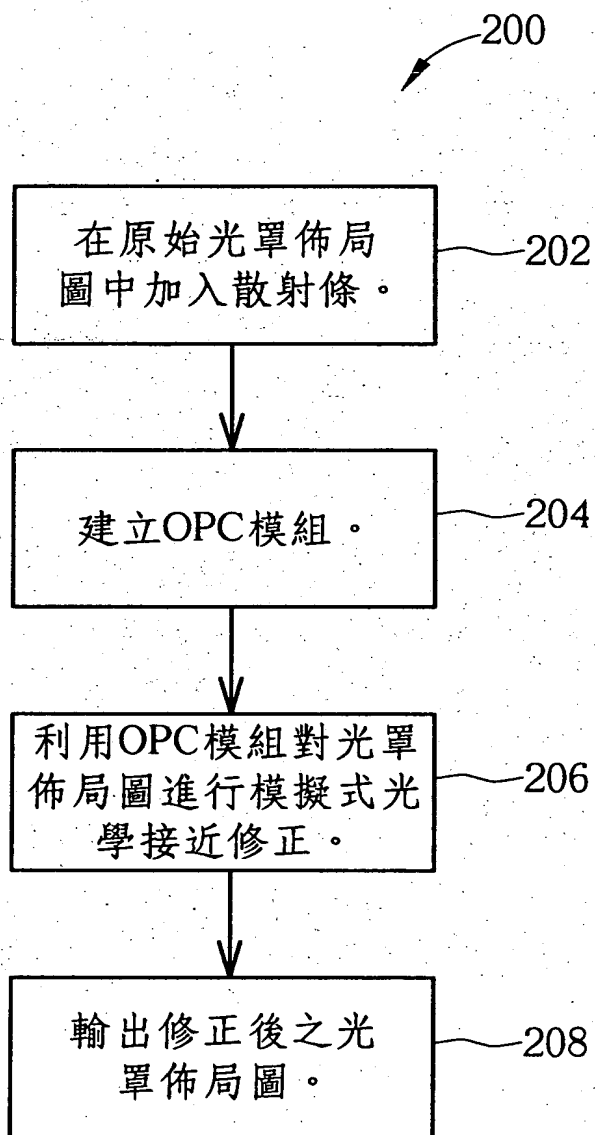 200
在原始光罩佈局
圖中加入散射條。
202
建立OPC模組。
204
利用OPC模組對光罩
佈局圖進行模擬式光
學接近修正。
206
輸出修正後之光
罩佈局圖。
208